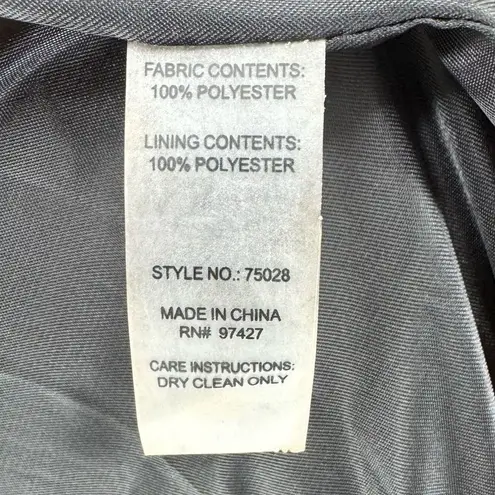 FABRIC CONTENTS:
100% POLYESTER
LINING CONTENTS:
100% POLYESTER
STYLE NO.: 75028
MADE IN CHINA
RN# 97427
CARE INSTRUCTIONS:
DRY CLEAN ONLY